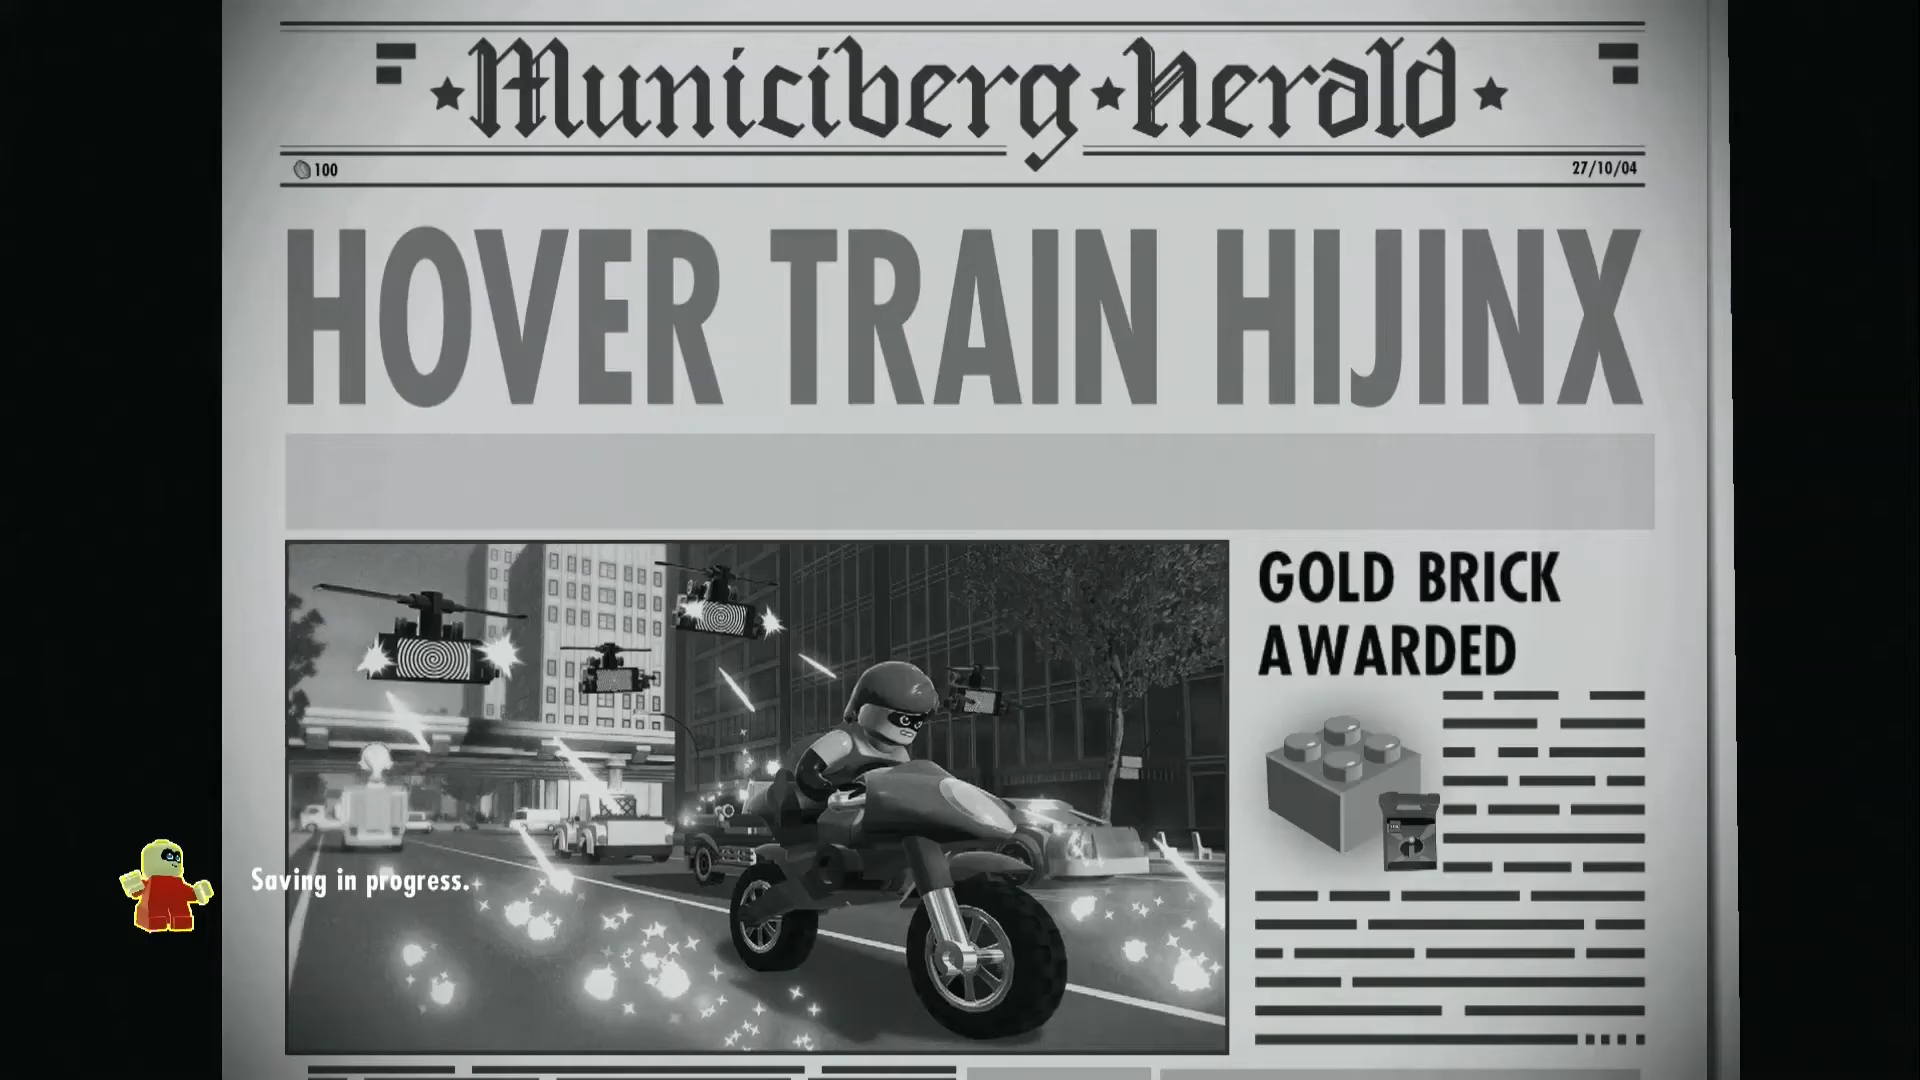 Municiberg Herald
100
27/10/04
HOVER TRAIN HIJINX
GOLD BRICK
AWARDED
Saving in progress.